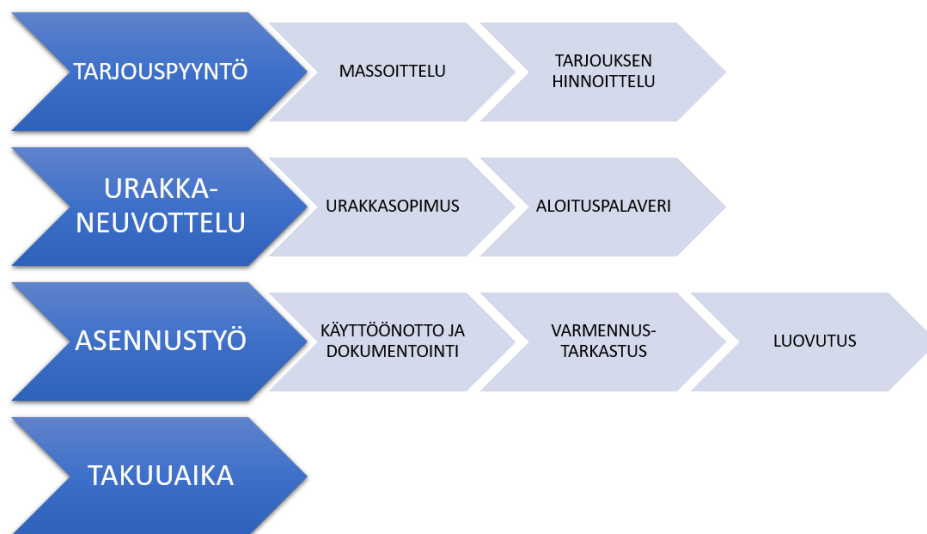 TARJOUSPYYNTÖ
MASSOITTELU
TARJOUKSEN
HINNOITTELU
URAKKA-
NEUVOTTELU
URAKKASOPIMUS
ALOITUSPALAVERI
ASENNUSTYÖ
KÄYTTÖÖNOTTO JA
DOKUMENTOINTI
VARMENNUS-
TARKASTUS
LUOVUTUS
TAKUUAIKA